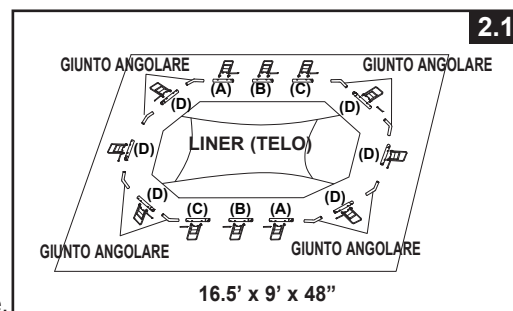 2.1
GIUNTO ANGOLARE GIUNTO ANGOLARE
(A) (B) (C)
(D) (D)
LINER (TELO)
(D) (D)
(D) (D)
(C) (B) (A)
GIUNTO ANGOLARE GIUNTO ANGOLARE
16.5’ x 9’ x 48”
e.